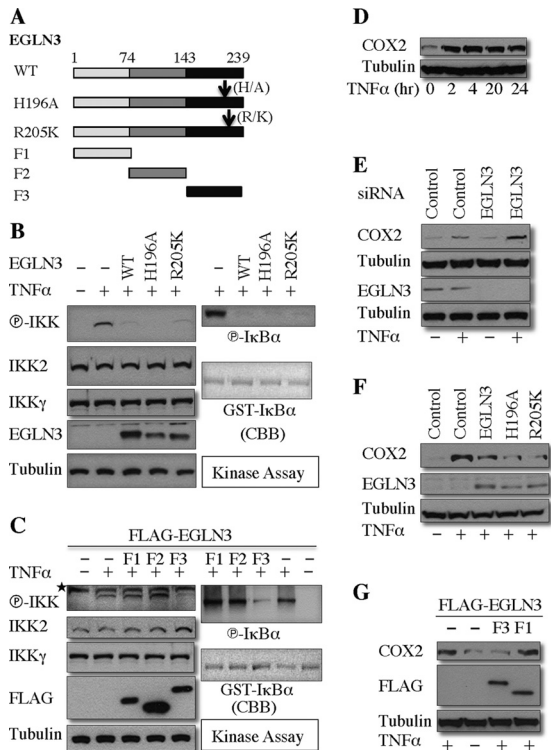 A
EGLN3
1 74 143 239
WT
(H/A)
H196A
(R/K)
R205K
F1
F2
F3
B
EGLN3 – – WT H196A R205K – WT H196A R205K
TNFα – + + + + + + + +
Ⓟ-IKK
Ⓟ-IκBα
IKK2
IKKγ
GST-IκBα
EGLN3
(CBB)
Tubulin
Kinase Assay
C
FLAG-EGLN3
– – F1 F2 F3 F1 F2 F3 – –
TNFα – + + + + + + + + –
★
Ⓟ-IKK
Ⓟ-IκBα
IKK2
IKKγ
GST-IκBα
FLAG
(CBB)
Tubulin
Kinase Assay
D
COX2
Tubulin
TNFα (hr) 0 2 4 20 24
E
siRNA Control Control EGLN3 EGLN3
COX2
Tubulin
EGLN3
Tubulin
TNFα – + – +
F
Control Control EGLN3 H196A R205K
COX2
EGLN3
Tubulin
TNFα – + + + +
G
FLAG-EGLN3
– – F3 F1
COX2
FLAG
Tubulin
TNFα + – + +